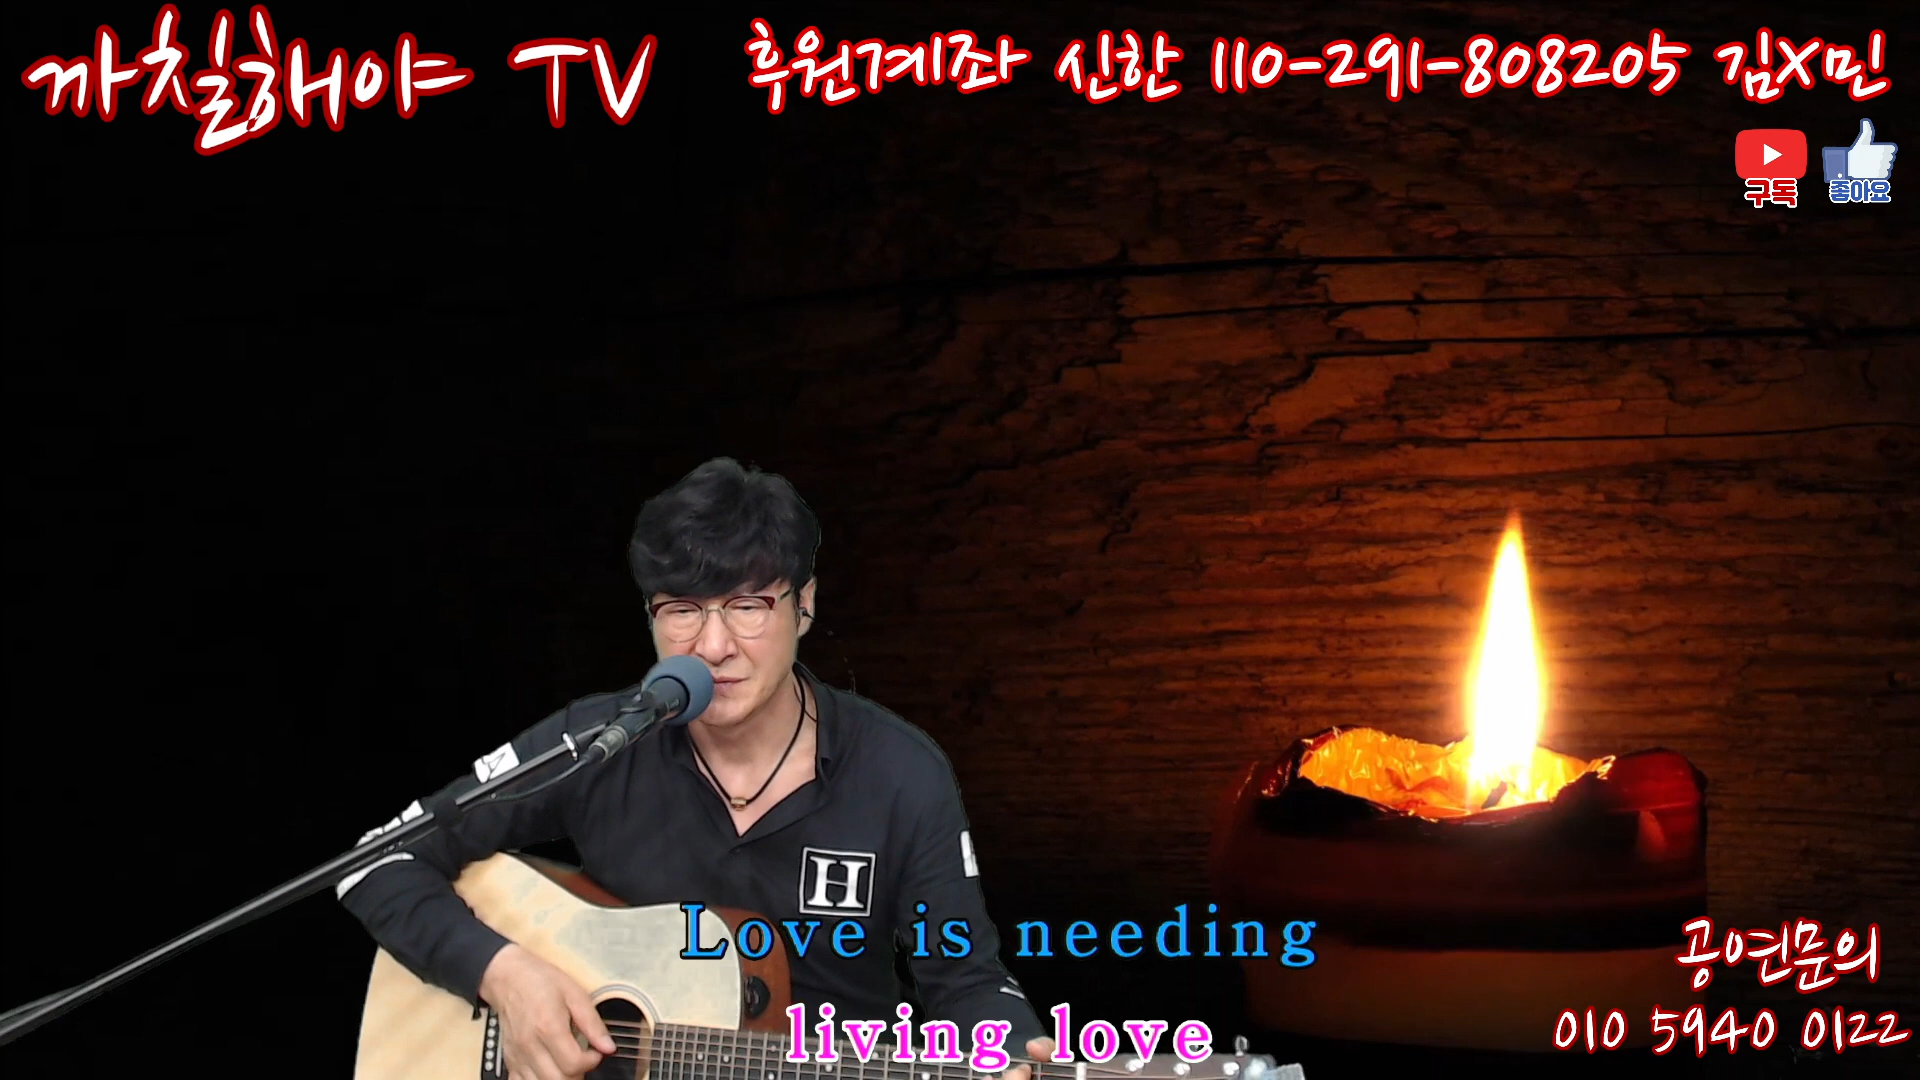 까칠해야 TV
후원계좌 신한 110-291-808205 김X민
구독
좋아요
H
Love is needing
living love
공연문의
010 5940 0122